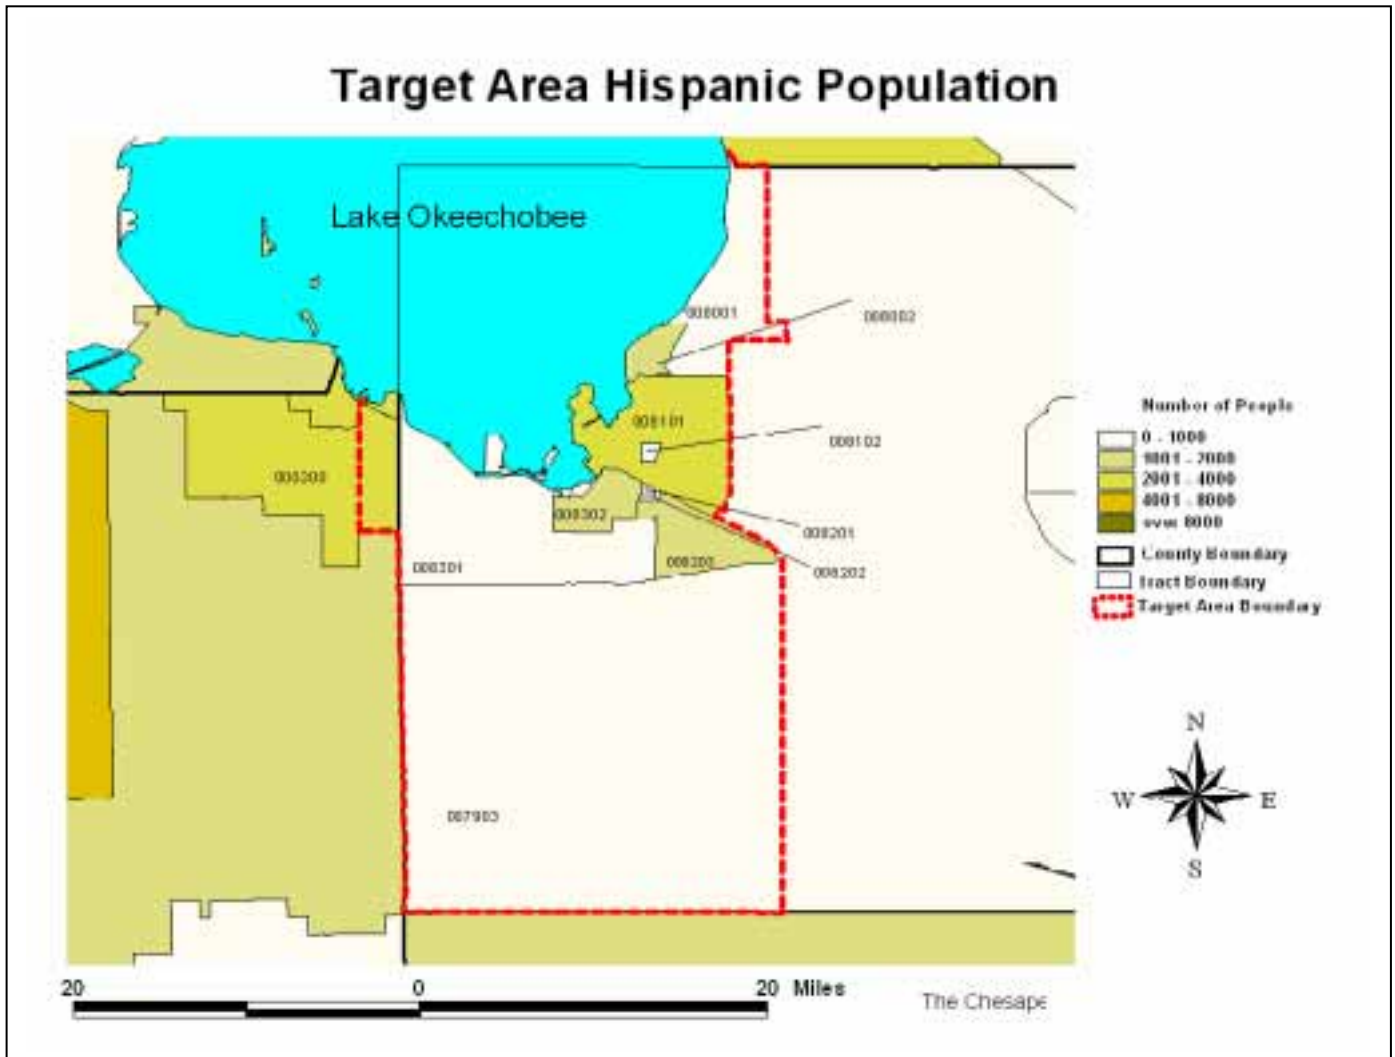 Target Area Hispanic Population
Lake Okeechobee
008001
008002
008101
008102
000300
008302
008201
008301
008203
008202
007903
Number of People
0 - 1000
1001 - 2000
2001 - 4000
4001 - 8000
over 8000
County Boundary
Tract Boundary
Target Area Boundary
N
W E
S
20 0 20 Miles
The Chesape